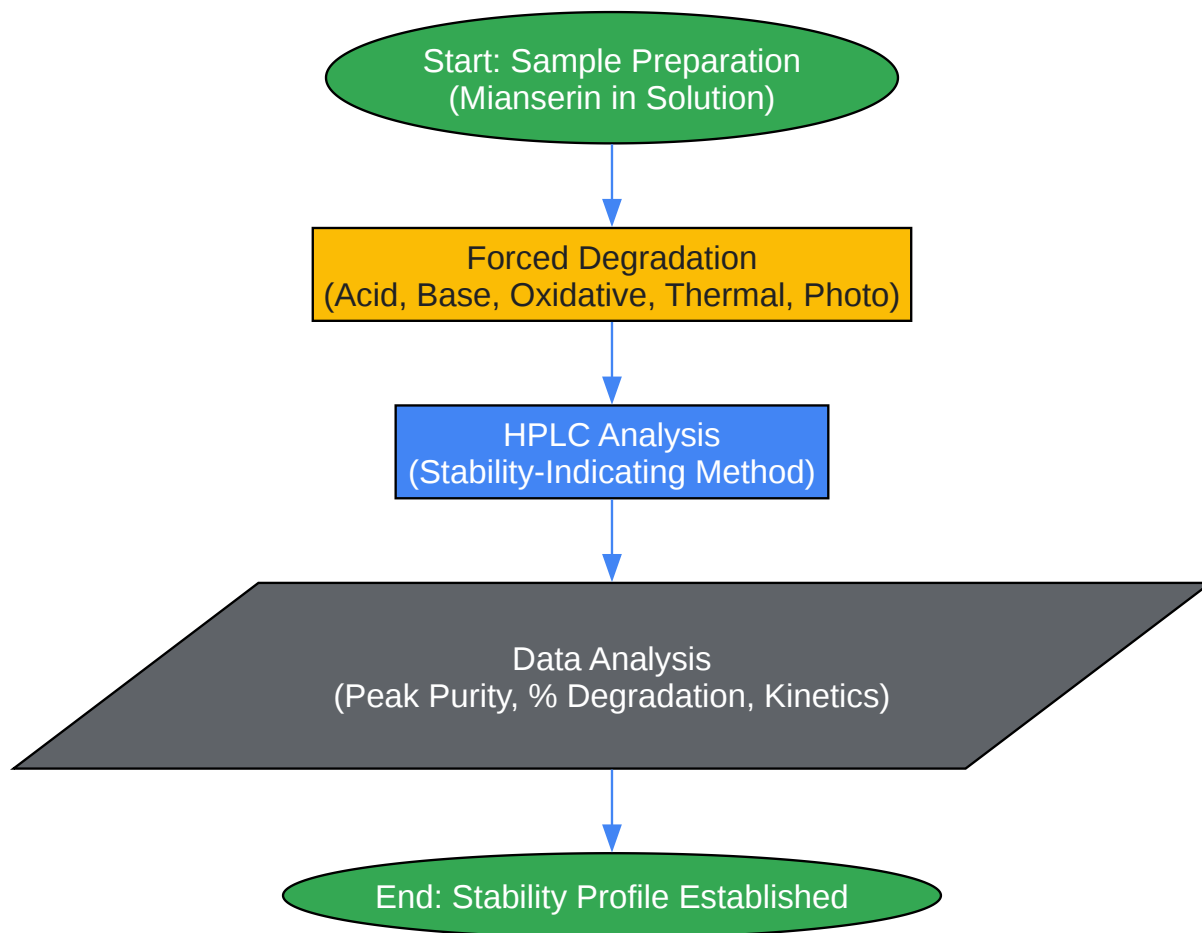 Start: Sample Preparation
(Mianserin in Solution)
Forced Degradation
(Acid, Base, Oxidative, Thermal, Photo)
HPLC Analysis
(Stability-Indicating Method)
Data Analysis
(Peak Purity, % Degradation, Kinetics)
End: Stability Profile Established